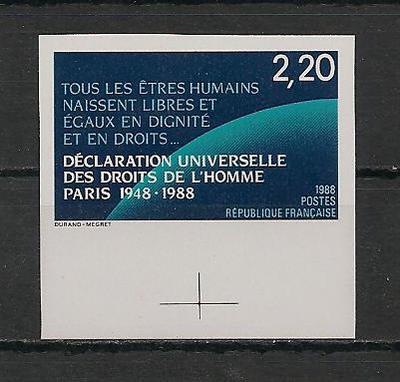 2,20
TOUS LES ÊTRES HUMAINS
NAISSENT LIBRES ET
ÉGAUX EN DIGNITÉ
ET EN DROITS...
DÉCLARATION UNIVERSELLE
DES DROITS DE L'HOMME
PARIS 1948-1988
1988
POSTES
RÉPUBLIQUE FRANÇAISE
DURAND-MEGRET